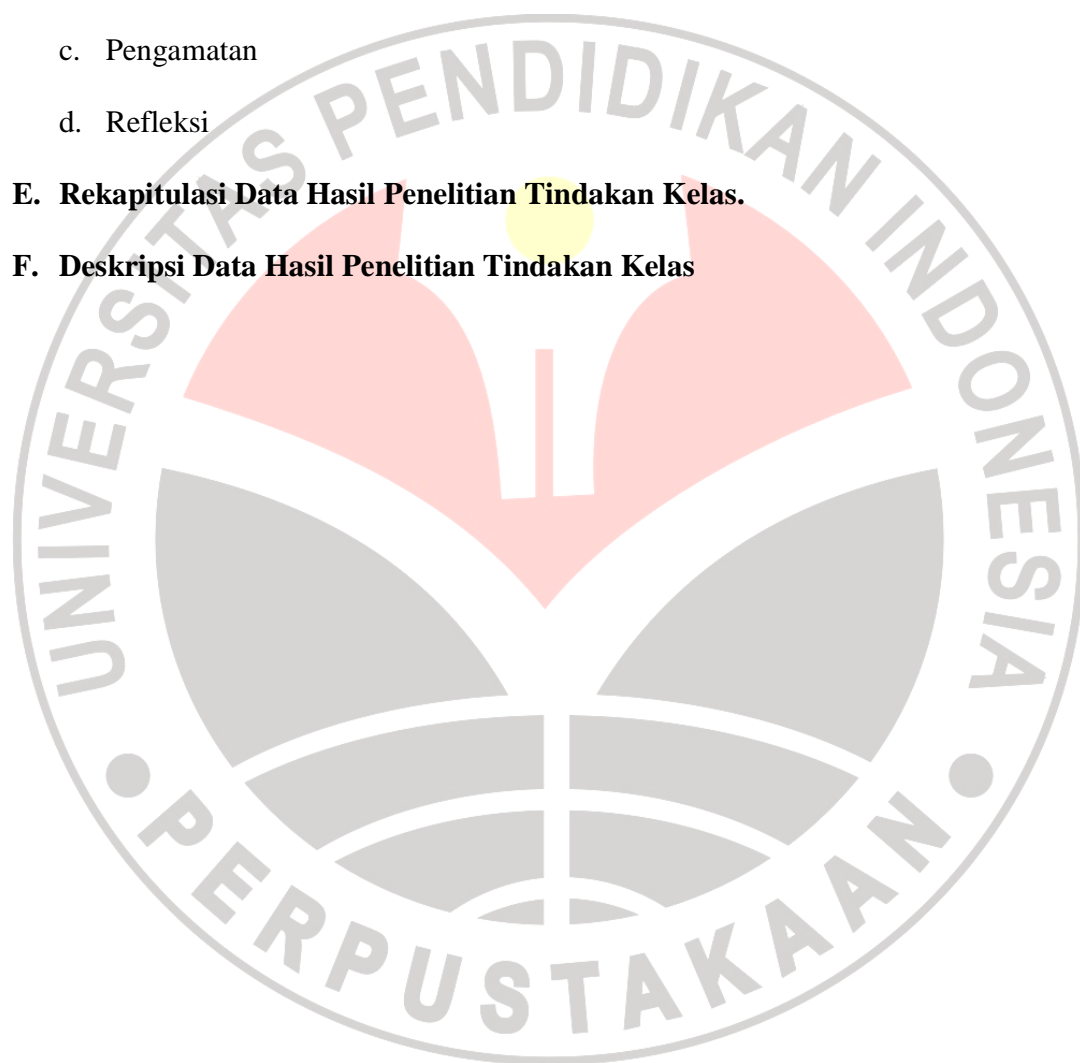 c. Pengamatan
d. Refleksi
E. Rekapitulasi Data Hasil Penelitian Tindakan Kelas.
F. Deskripsi Data Hasil Penelitian Tindakan Kelas
UNIVERSITAS PENDIDIKAN INDONESIA
PERPUSTAKAAN